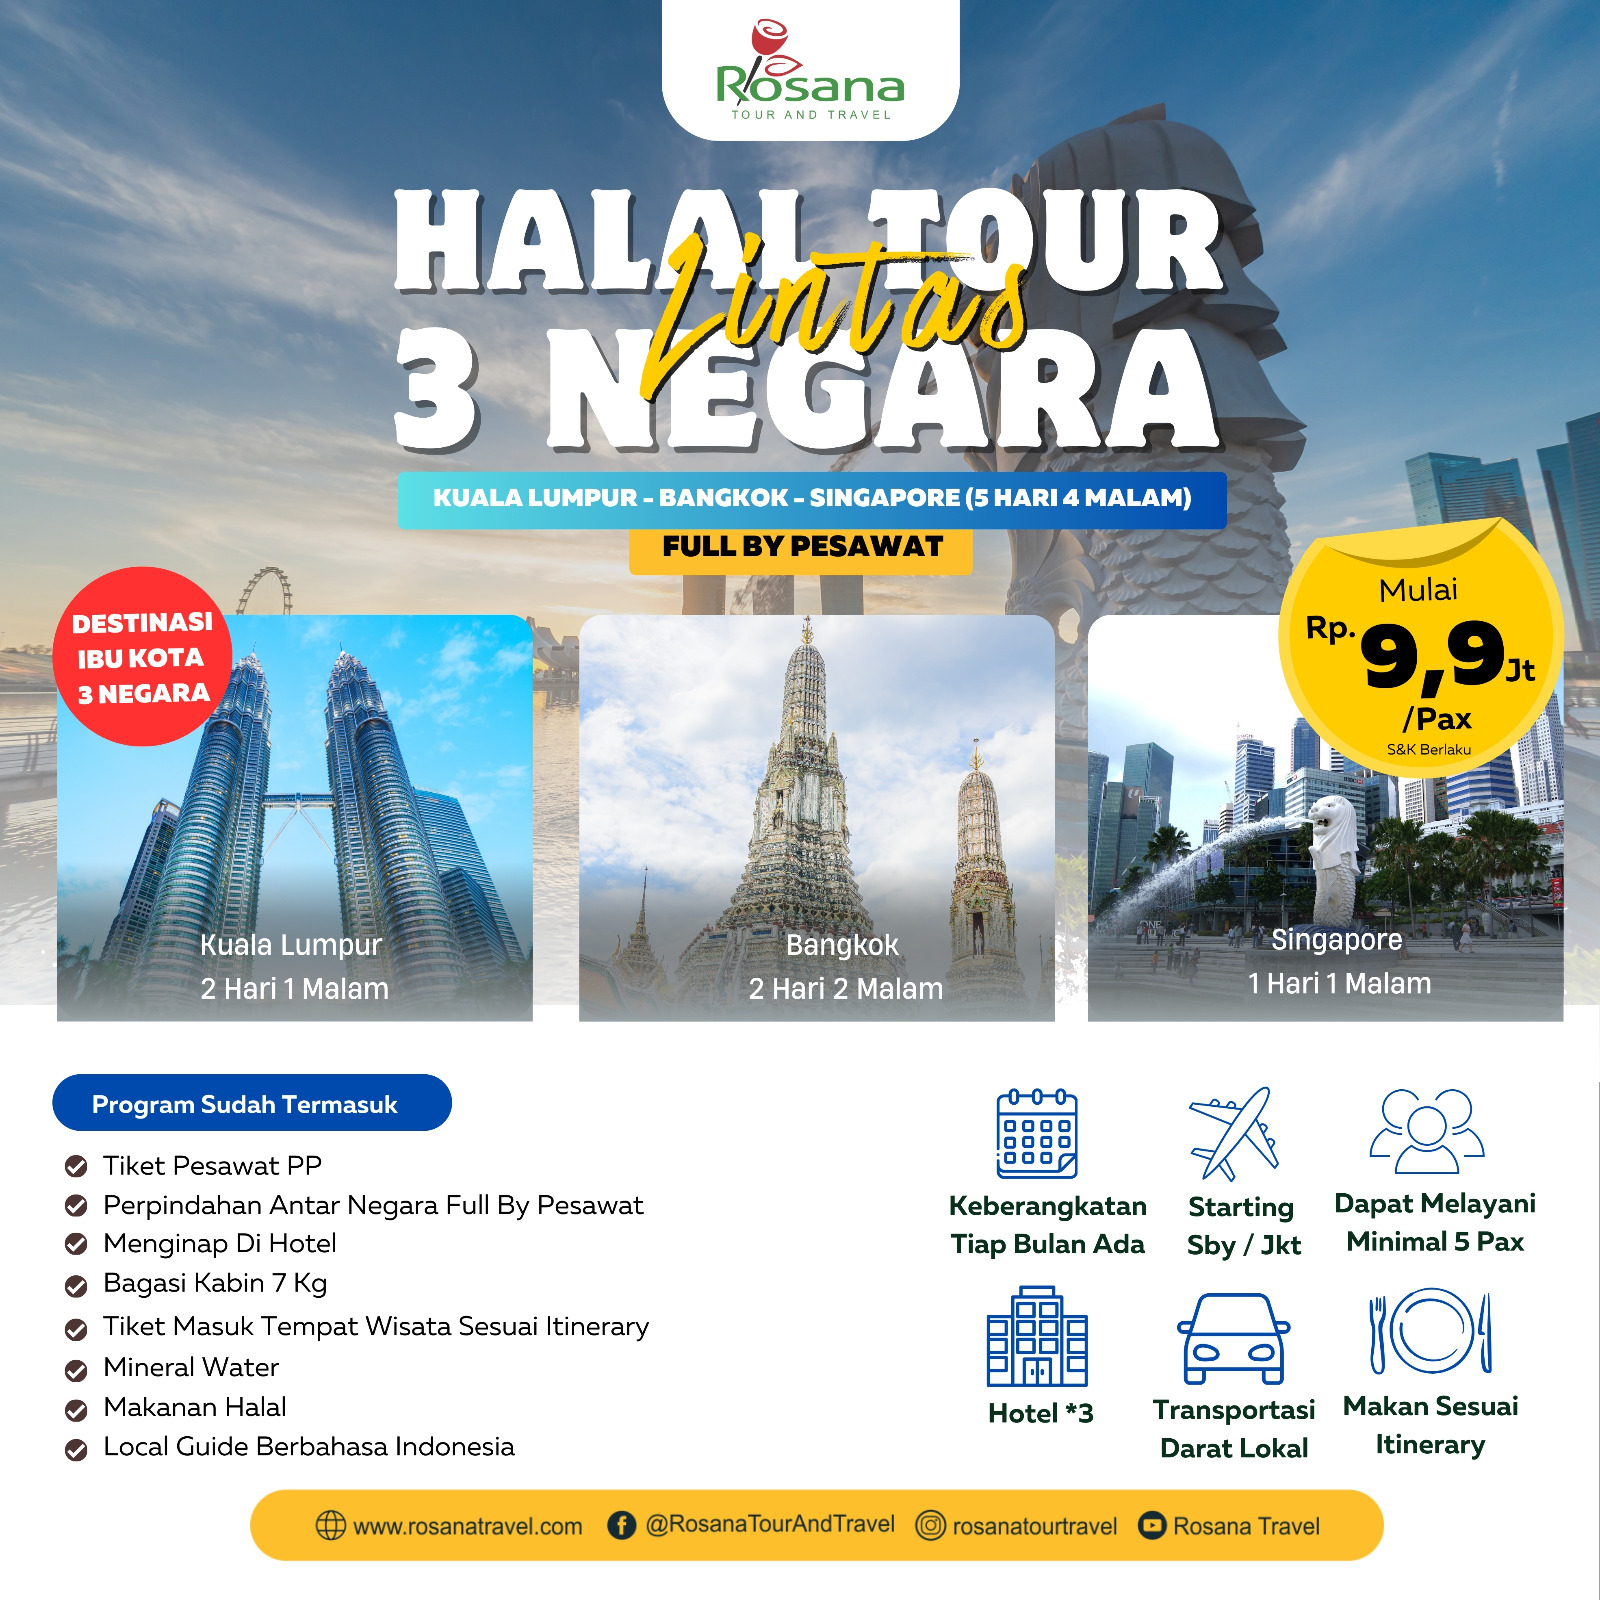 Rosana
TOUR AND TRAVEL
HALAL TOUR
Lintas
3 NEGARA
KUALA LUMPUR - BANGKOK - SINGAPORE (5 HARI 4 MALAM)
FULL BY PESAWAT
DESTINASI
IBU KOTA
3 NEGARA
Mulai
Rp. 9,9 Jt
/Pax
S&K Berlaku
Kuala Lumpur
2 Hari 1 Malam
Bangkok
2 Hari 2 Malam
Singapore
1 Hari 1 Malam
Program Sudah Termasuk
Tiket Pesawat PP
Perpindahan Antar Negara Full By Pesawat
Menginap Di Hotel
Bagasi Kabin 7 Kg
Tiket Masuk Tempat Wisata Sesuai Itinerary
Mineral Water
Makanan Halal
Local Guide Berbahasa Indonesia
Keberangkatan
Tiap Bulan Ada
Starting
Sby / Jkt
Dapat Melayani
Minimal 5 Pax
Hotel *3
Transportasi
Darat Lokal
Makan Sesuai
Itinerary
www.rosanatravel.com
@RosanaTourAndTravel
rosanatourtravel
Rosana Travel